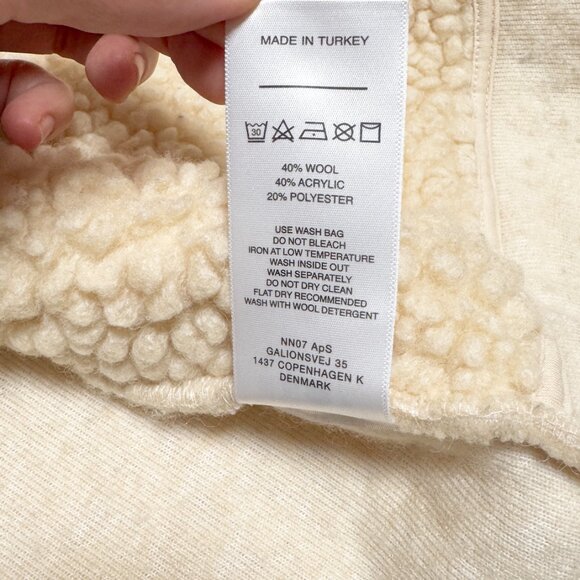 MADE IN TURKEY
30
40% WOOL
40% ACRYLIC
20% POLYESTER
USE WASH BAG
DO NOT BLEACH
IRON AT LOW TEMPERATURE
WASH INSIDE OUT
WASH SEPARATELY
DO NOT DRY CLEAN
FLAT DRY RECOMMENDED
WASH WITH WOOL DETERGENT
NN07 ApS
GALIONSVEJ 35
1437 COPENHAGEN K
DENMARK